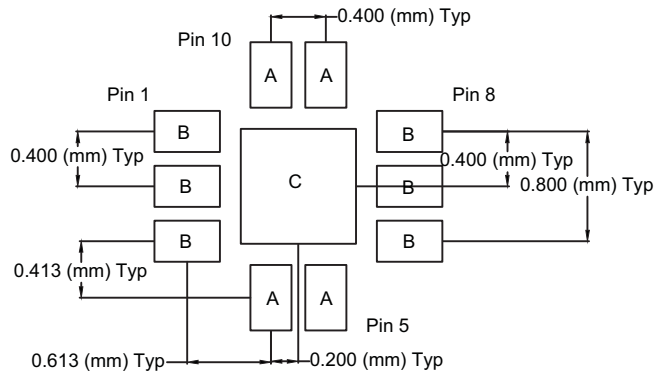 0.400 (mm) Typ
Pin 10
A A
Pin 1
Pin 8
B
B
0.400 (mm) Typ
0.400 (mm) Typ
C
B
B
0.800 (mm) Typ
B
B
0.413 (mm) Typ
A A
Pin 5
0.613 (mm) Typ
0.200 (mm) Typ